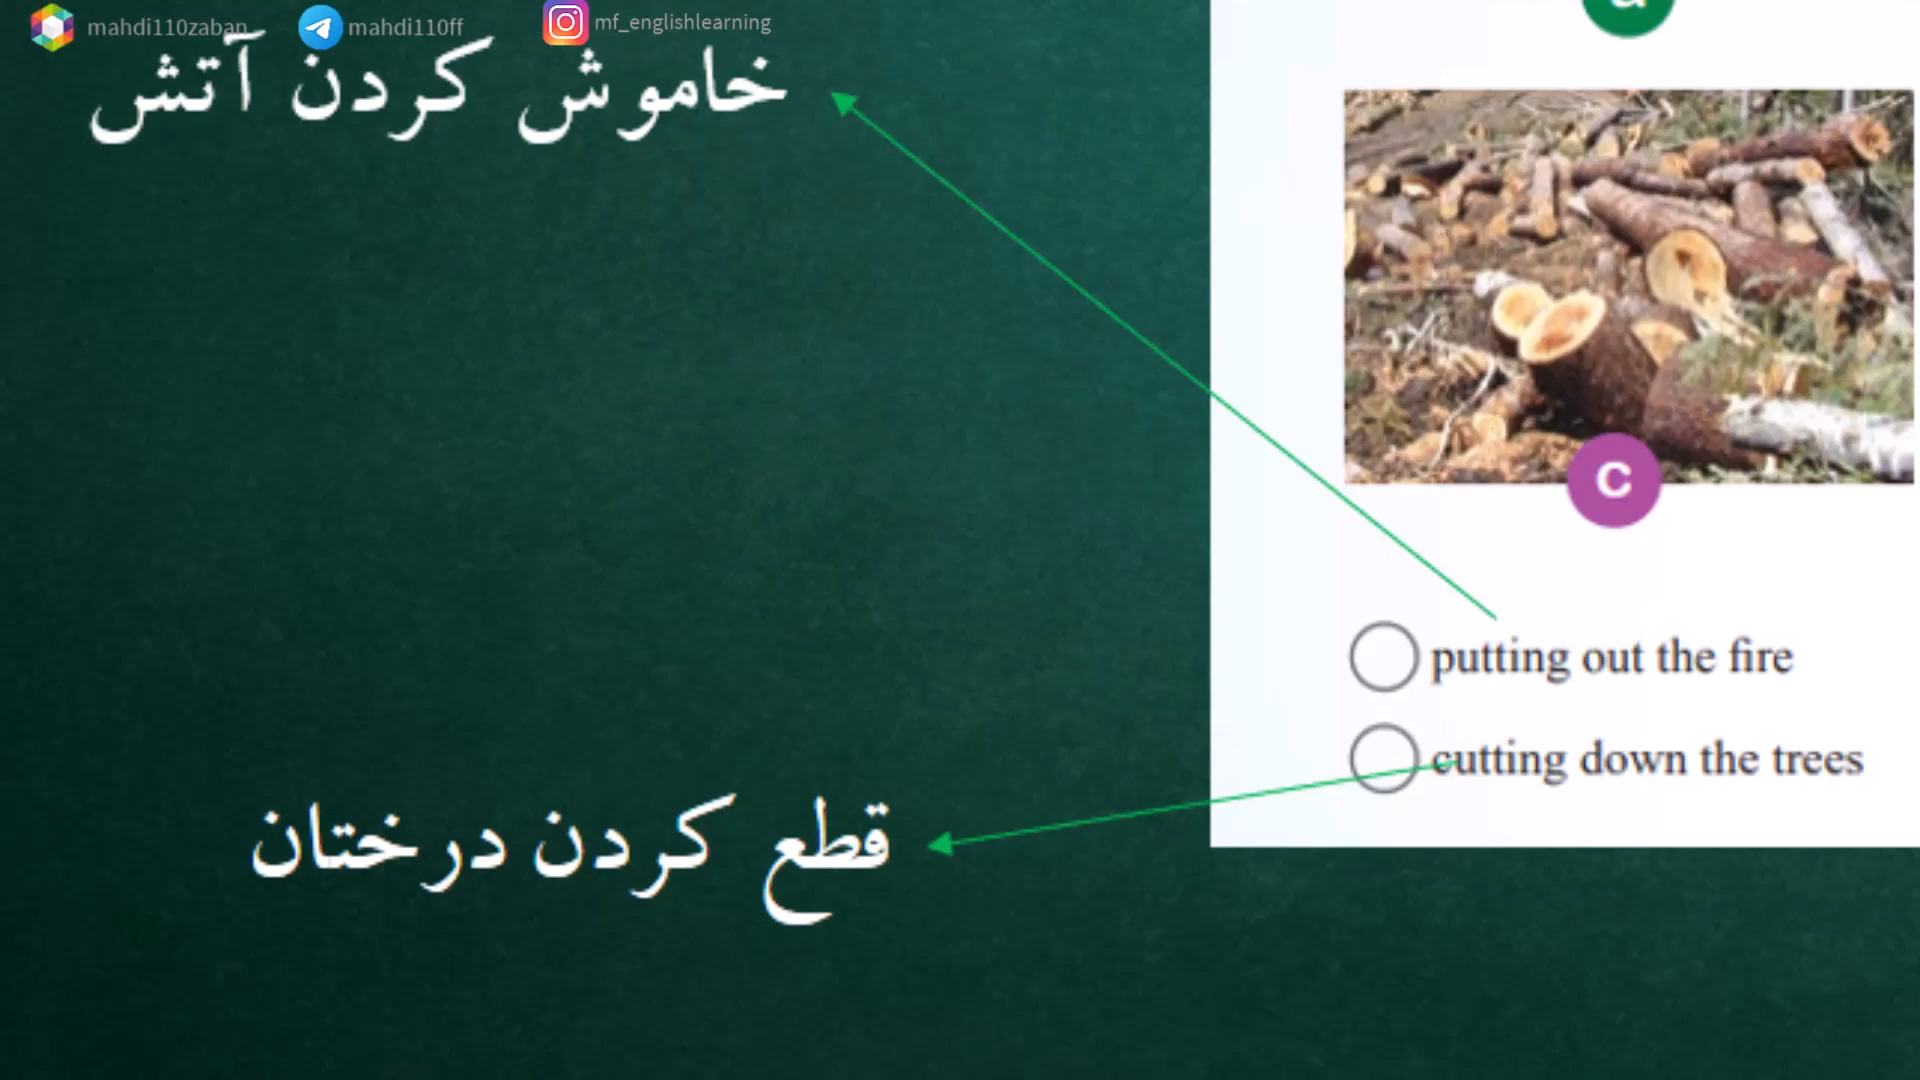 mahdi110zaban
mahdi110ff
mf_englishlearning
خاموش کردن آتش
C
putting out the fire
cutting down the trees
قطع کردن درختان